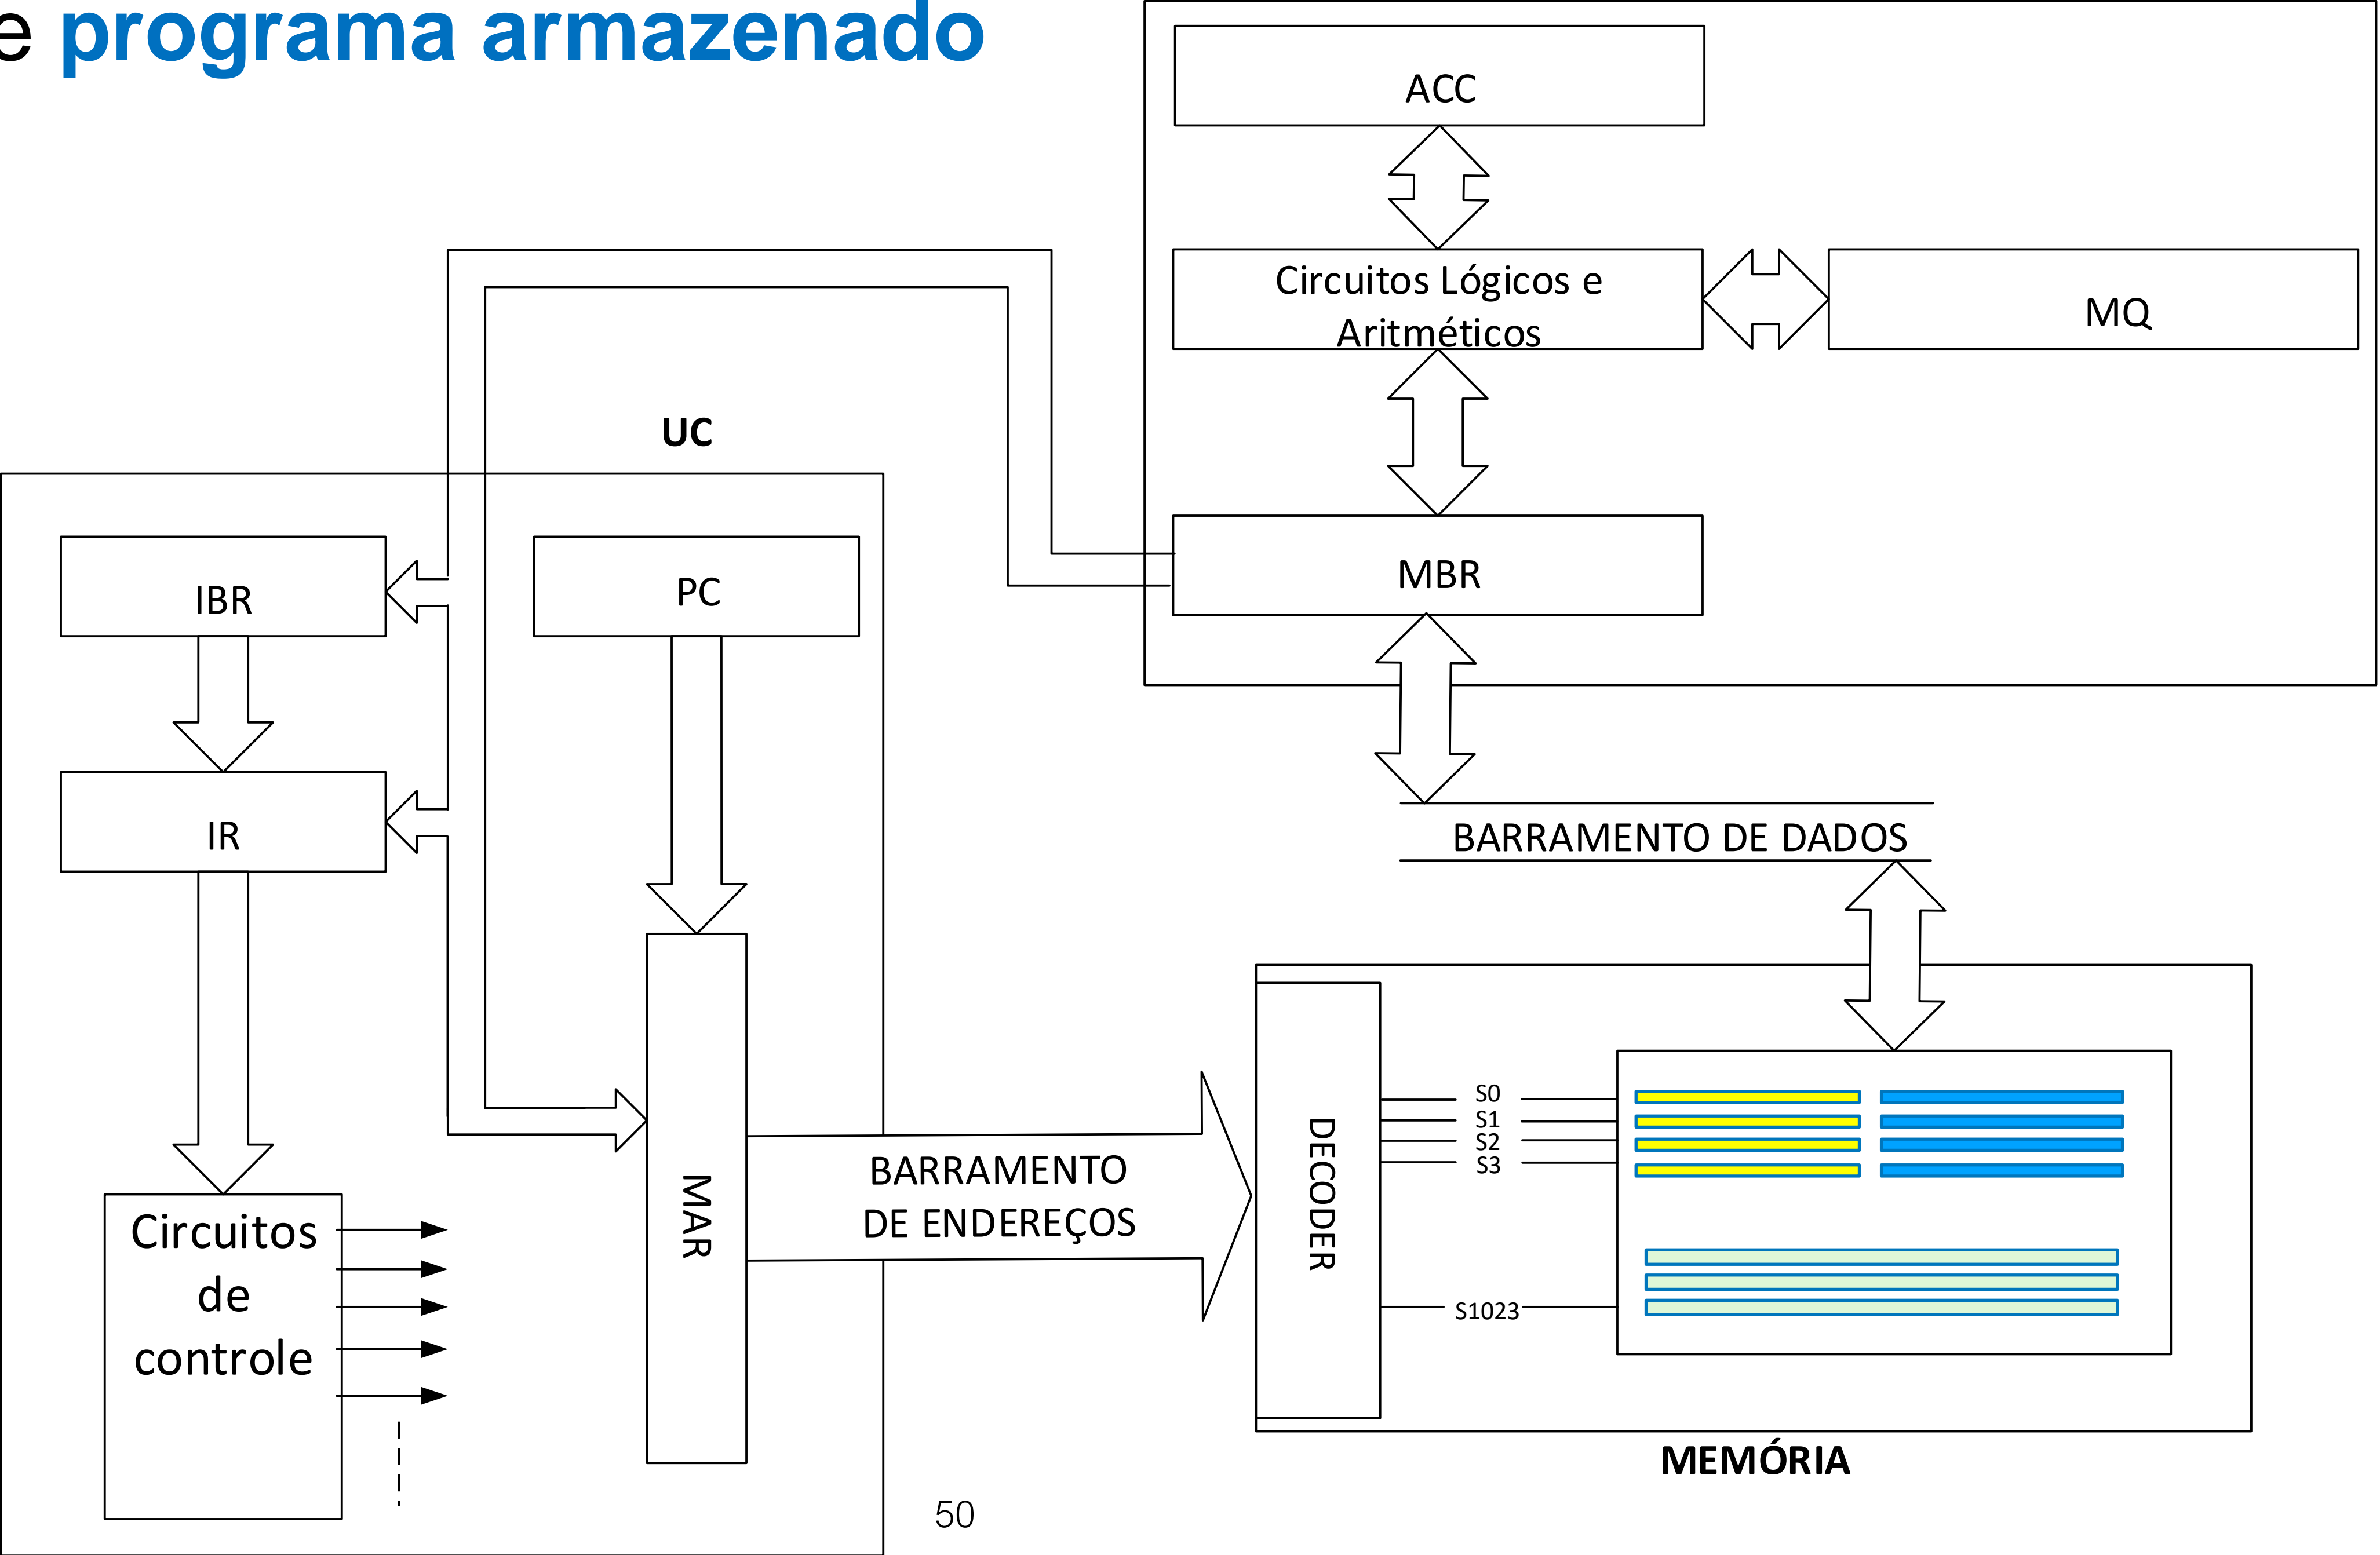 e programa armazenado
ACC
Circuitos Lógicos e
Aritméticos
MQ
UC
MBR
IBR
PC
IR
BARRAMENTO DE DADOS
MAR
BARRAMENTO
DE ENDEREÇOS
DECODER
S0
S1
S2
S3
S1023
Circuitos
de
controle
MEMÓRIA
50